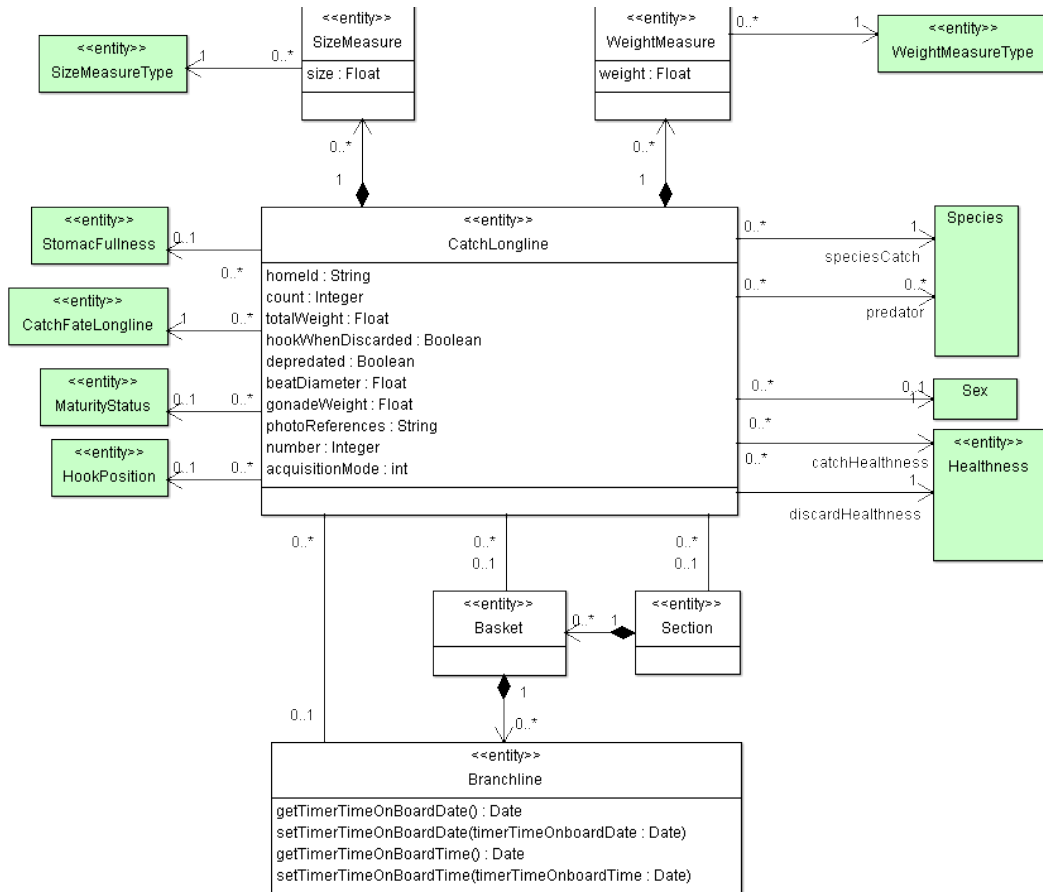 <<entity>>
SizeMeasure
size : Float
<<entity>>
WeightMeasure
weight : Float
<<entity>>
SizeMeasureType
1
0..*
0..*
1
<<entity>>
WeightMeasureType
0..*
1
0..*
1
<<entity>>
StomacFullness
0..1
0..*
<<entity>>
CatchFateLongline
1
0..*
<<entity>>
MaturityStatus
0..1
0..*
<<entity>>
HookPosition
0..1
0..*
<<entity>>
CatchLongline
homeId : String
count : Integer
totalWeight : Float
hookWhenDiscarded : Boolean
depredated : Boolean
beatDiameter : Float
gonadeWeight : Float
photoReferences : String
number : Integer
acquisitionMode : int
0..*
1
speciesCatch
0..*
0..*
predator
Species
0..*
0..1
1
Sex
0..*
catchHealthness
0..*
1
discardHealthness
<<entity>>
Healthness
0..*
0..*
0..1
0..*
0..1
<<entity>>
Basket
0..*
1
<<entity>>
Section
1
0..*
0..1
<<entity>>
Branchline
getTimerTimeOnBoardDate() : Date
setTimerTimeOnBoardDate(timerTimeOnboardDate : Date)
getTimerTimeOnBoardTime() : Date
setTimerTimeOnBoardTime(timerTimeOnboardTime : Date)